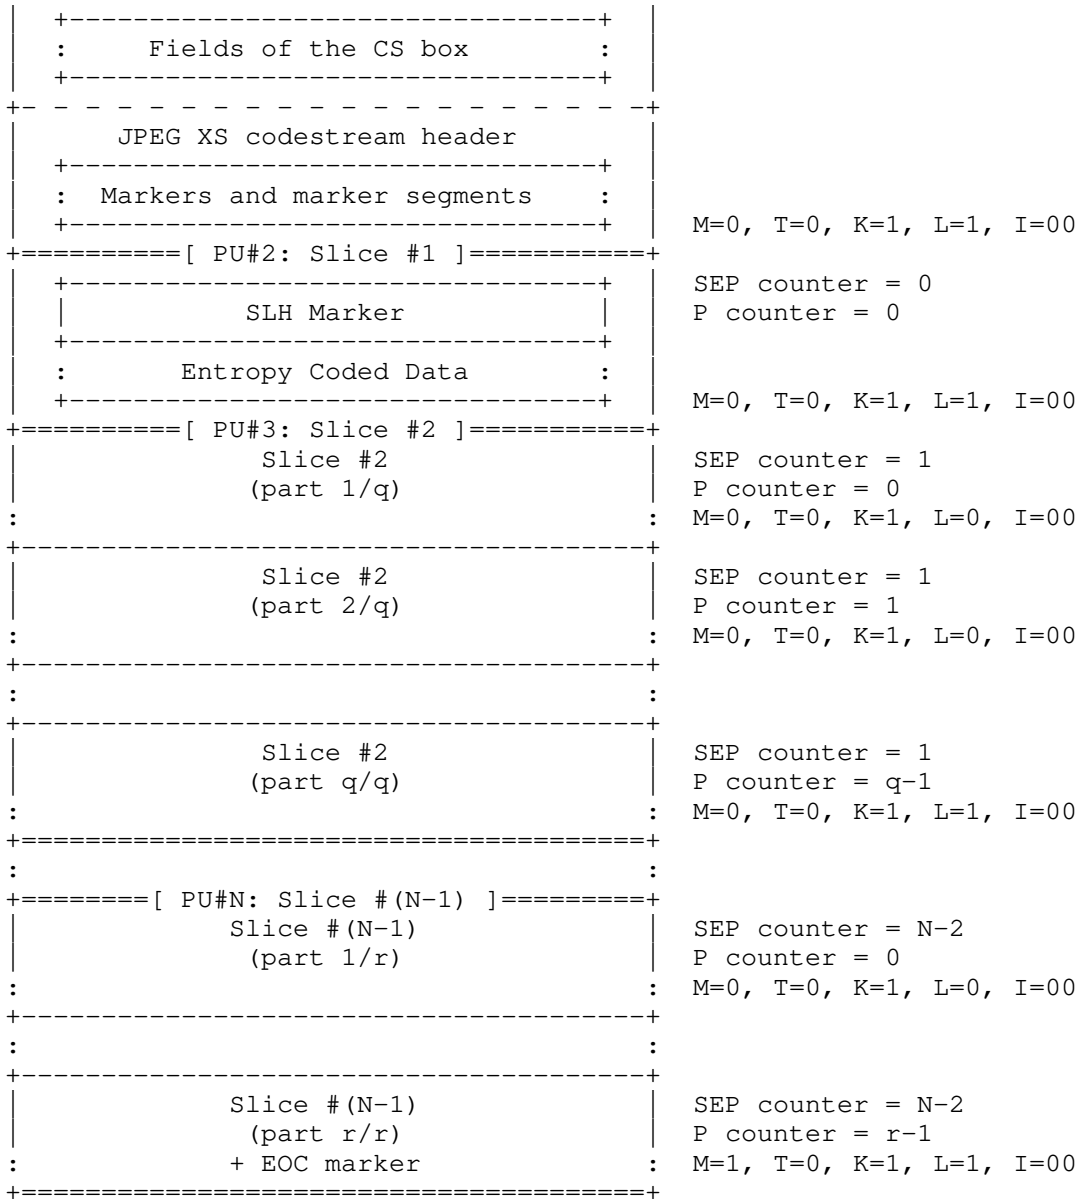 |  +---------------------------------+  |
|  :     Fields of the CS box        :  |
|  +---------------------------------+  |
+- - - - - - - - - - - - - - - - - - - -+
|      JPEG XS codestream header        |
|  +---------------------------------+  |
|  :  Markers and marker segments    :  |
|  +---------------------------------+  |  M=0, T=0, K=1, L=1, I=00
+==========[ PU#2: Slice #1 ]===========+
|  +---------------------------------+  |  SEP counter = 0
|  |           SLH Marker            |  |  P counter = 0
|  +---------------------------------+  |
|  :       Entropy Coded Data        :  |
|  +---------------------------------+  |  M=0, T=0, K=1, L=1, I=00
+==========[ PU#3: Slice #2 ]===========+
|               Slice #2                |  SEP counter = 1
|              (part 1/q)               |  P counter = 0
:                                       :  M=0, T=0, K=1, L=0, I=00
+---------------------------------------+
|               Slice #2                |  SEP counter = 1
|              (part 2/q)               |  P counter = 1
:                                       :  M=0, T=0, K=1, L=0, I=00
+---------------------------------------+
:                                       :
+---------------------------------------+
|               Slice #2                |  SEP counter = 1
|              (part q/q)               |  P counter = q-1
:                                       :  M=0, T=0, K=1, L=1, I=00
+=======================================+
:                                       :
+========[ PU#N: Slice #(N-1) ]=========+
|             Slice #(N-1)              |  SEP counter = N-2
|              (part 1/r)               |  P counter = 0
:                                       :  M=0, T=0, K=1, L=0, I=00
+---------------------------------------+
:                                       :
+---------------------------------------+
|             Slice #(N-1)              |  SEP counter = N-2
|              (part r/r)               |  P counter = r-1
:             + EOC marker              :  M=1, T=0, K=1, L=1, I=00
+=======================================+